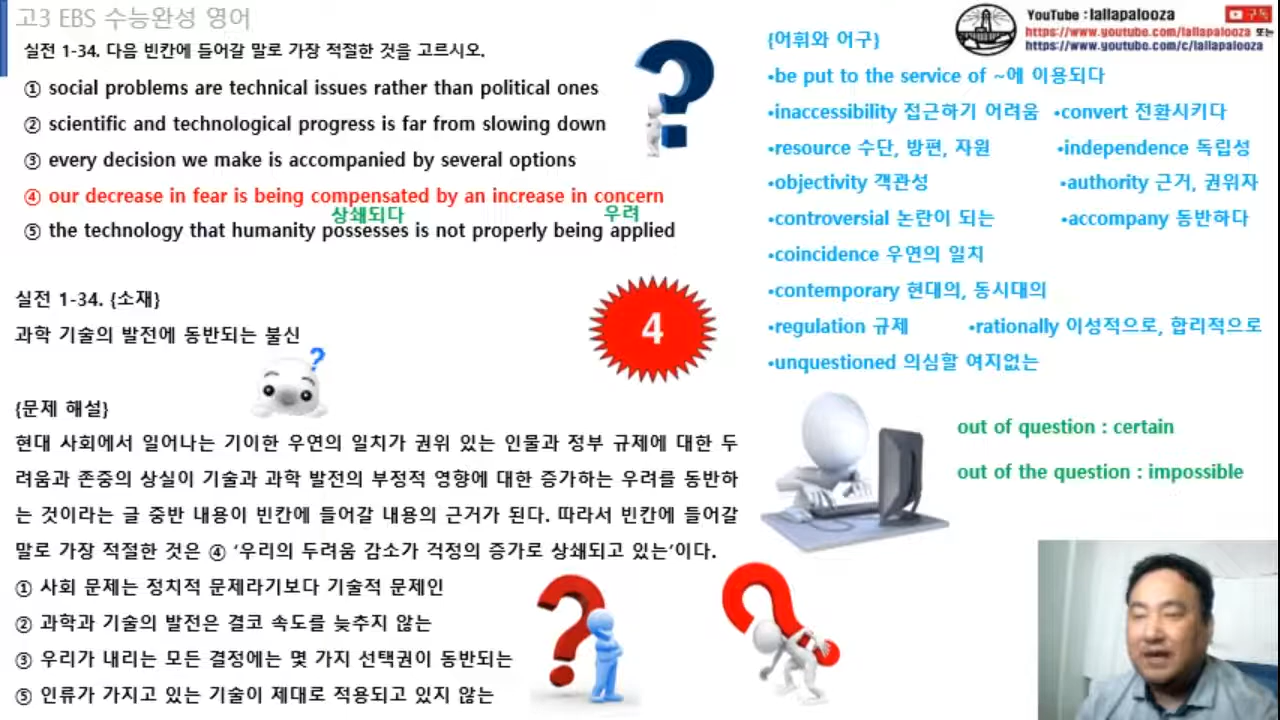 고3 EBS 수능완성 영어
실전 1-34. 다음 빈칸에 들어갈 말로 가장 적절한 것을 고르시오.
① social problems are technical issues rather than political ones
② scientific and technological progress is far from slowing down
③ every decision we make is accompanied by several options
④ our decrease in fear is being compensated by an increase in concern
상쇄되다 우려
⑤ the technology that humanity possesses is not properly being applied
실전 1-34. {소재}
과학 기술의 발전에 동반되는 불신
4
{문제 해설}
현대 사회에서 일어나는 기이한 우연의 일치가 권위 있는 인물과 정부 규제에 대한 두
려움과 존중의 상실이 기술과 과학 발전의 부정적 영향에 대한 증가하는 우려를 동반하
는 것이라는 글 중반 내용이 빈칸에 들어갈 내용의 근거가 된다. 따라서 빈칸에 들어갈
말로 가장 적절한 것은 ④ ‘우리의 두려움 감소가 걱정의 증가로 상쇄되고 있는’이다.
① 사회 문제는 정치적 문제라기보다 기술적 문제인
② 과학과 기술의 발전은 결코 속도를 늦추지 않는
③ 우리가 내리는 모든 결정에는 몇 가지 선택권이 동반되는
⑤ 인류가 가지고 있는 기술이 제대로 적용되고 있지 않는
YouTube : lallapalooza 구독
https://www.youtube.com/lallapalooza 또는
https://www.youtube.com/c/lallapalooza
{어휘와 어구}
•be put to the service of ~에 이용되다
•inaccessibility 접근하기 어려움 •convert 전환시키다
•resource 수단, 방편, 자원 •independence 독립성
•objectivity 객관성 •authority 근거, 권위자
•controversial 논란이 되는 •accompany 동반하다
•coincidence 우연의 일치
•contemporary 현대의, 동시대의
•regulation 규제 •rationally 이성적으로, 합리적으로
•unquestioned 의심할 여지없는
out of question : certain
out of the question : impossible